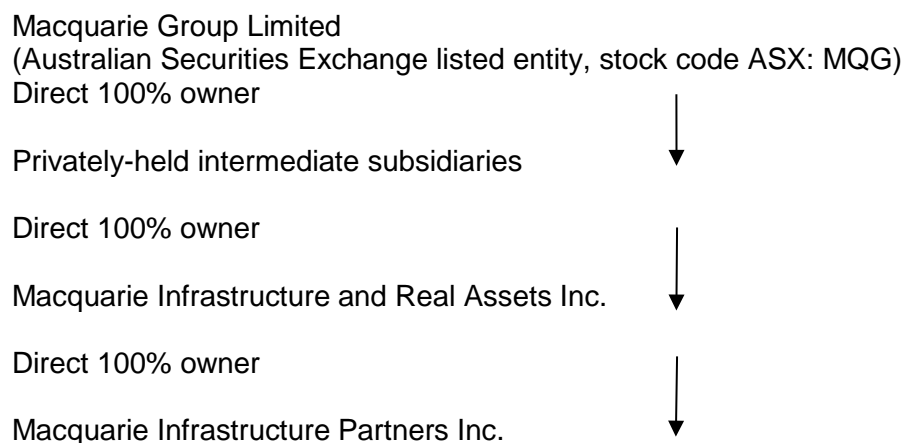 Macquarie Group Limited
(Australian Securities Exchange listed entity, stock code ASX: MQG)
Direct 100% owner
Privately-held intermediate subsidiaries
Direct 100% owner
Macquarie Infrastructure and Real Assets Inc.
Direct 100% owner
Macquarie Infrastructure Partners Inc.